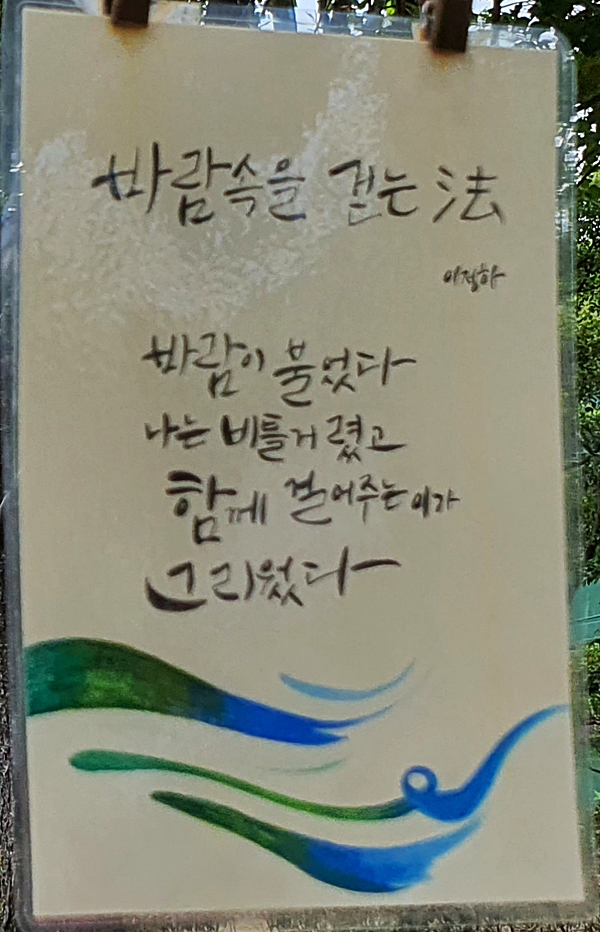 바람속을 걷는 法
이정하
바람이 불었다
나는 비틀거렸고
함께 걸어주는 이가
그리웠다